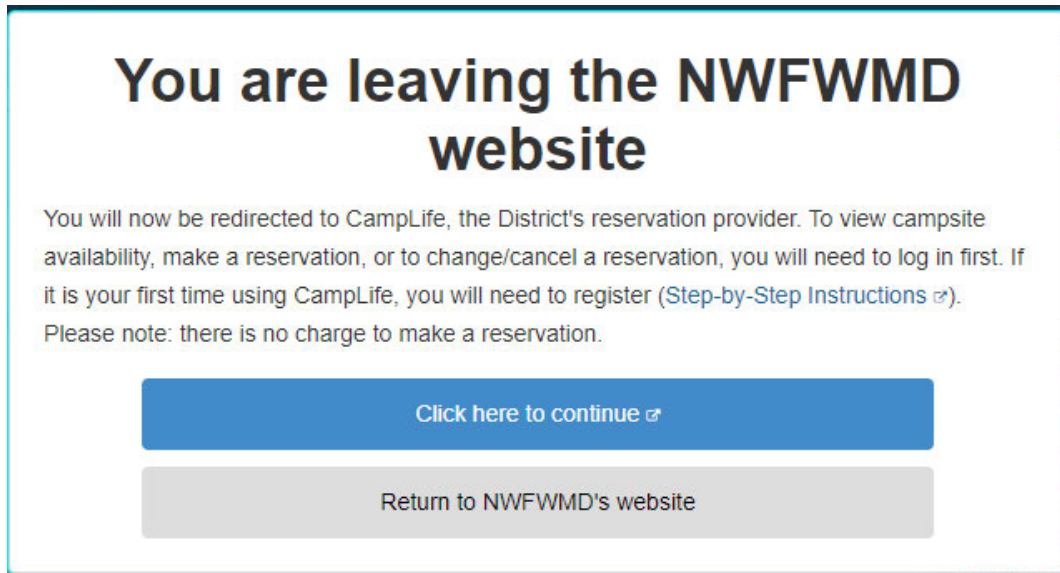 You are leaving the NWFWMD
website
You will now be redirected to CampLife, the District's reservation provider. To view campsite
availability, make a reservation, or to change/cancel a reservation, you will need to log in first. If
it is your first time using CampLife, you will need to register (Step-by-Step Instructions).
Please note: there is no charge to make a reservation.
Click here to continue
Return to NWFWMD's website